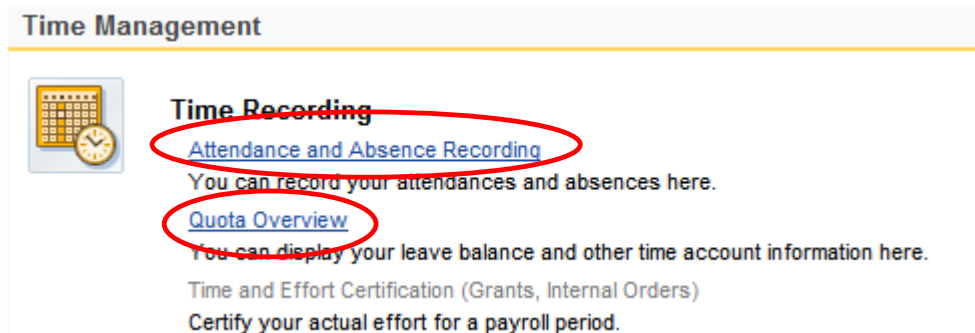 Time Management
Time Recording
Attendance and Absence Recording
You can record your attendances and absences here.
Quota Overview
You can display your leave balance and other time account information here.
Time and Effort Certification (Grants, Internal Orders)
Certify your actual effort for a payroll period.